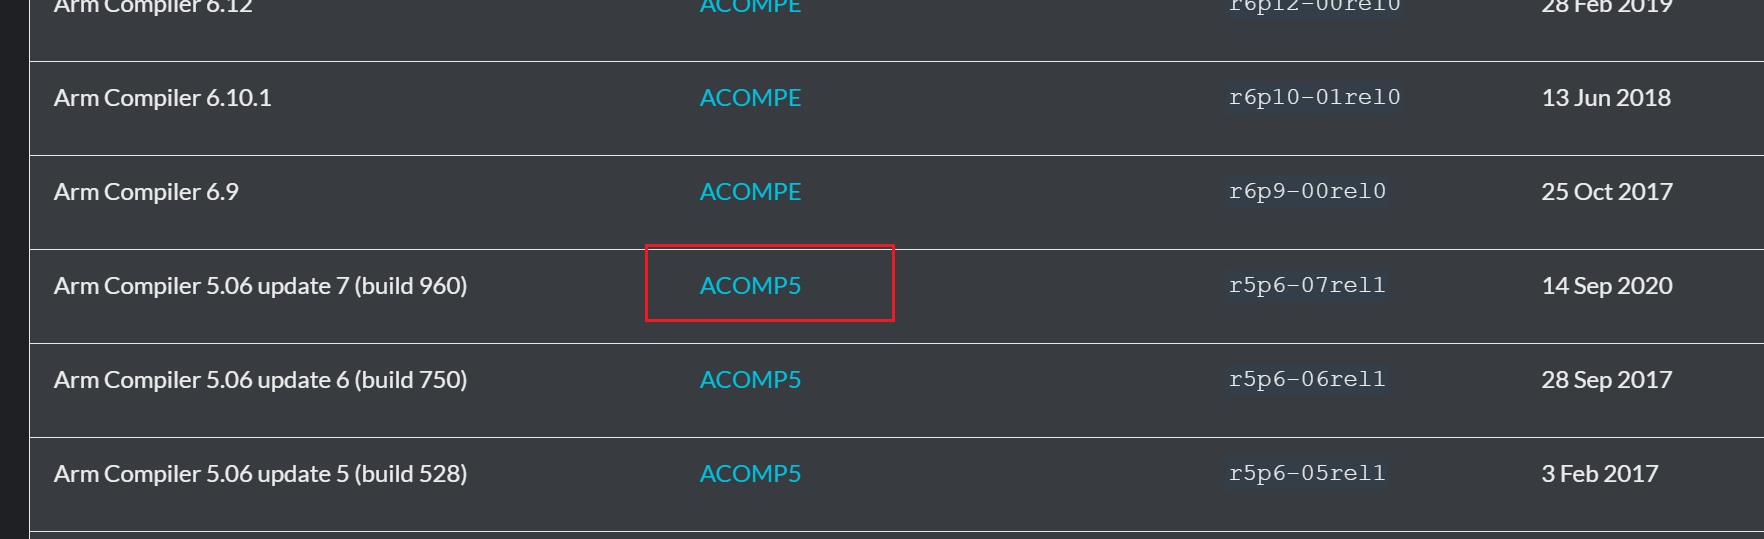 Arm Compiler 6.12 ACOMPE r6p12-00rel0 28 Feb 2019
Arm Compiler 6.10.1 ACOMPE r6p10-01rel0 13 Jun 2018
Arm Compiler 6.9 ACOMPE r6p9-00rel0 25 Oct 2017
Arm Compiler 5.06 update 7 (build 960) ACOMP5 r5p6-07rel1 14 Sep 2020
Arm Compiler 5.06 update 6 (build 750) ACOMP5 r5p6-06rel1 28 Sep 2017
Arm Compiler 5.06 update 5 (build 528) ACOMP5 r5p6-05rel1 3 Feb 2017